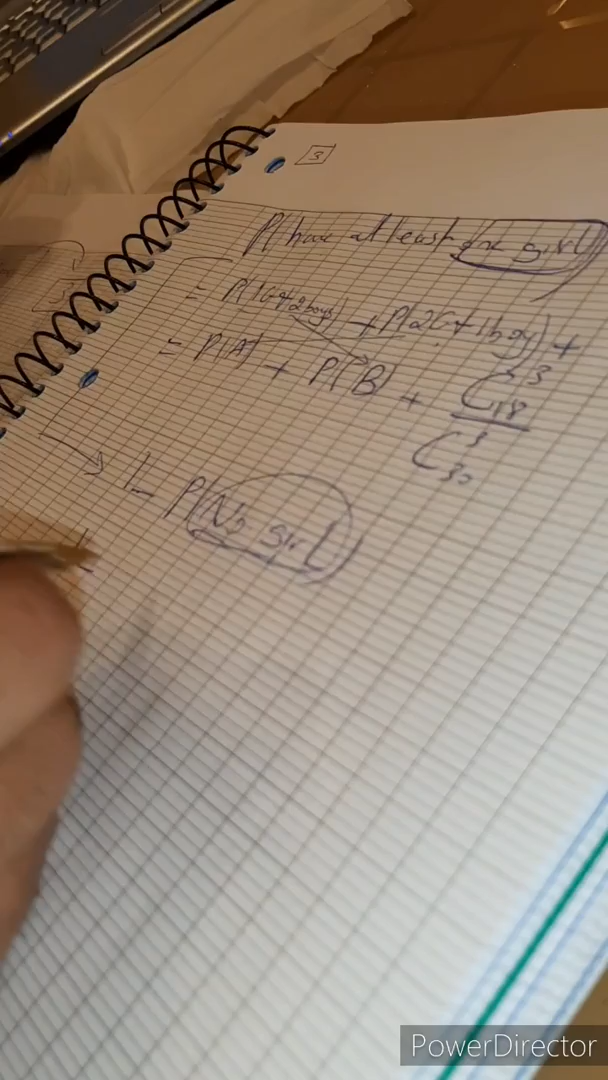 3
P(have at least one girl)
= P(1G+2boys) + P(2G+1boy) +
= P(A) + P(B) + C³₁₈ / C³₃₀
→ 1 - P(No girl)
PowerDirector